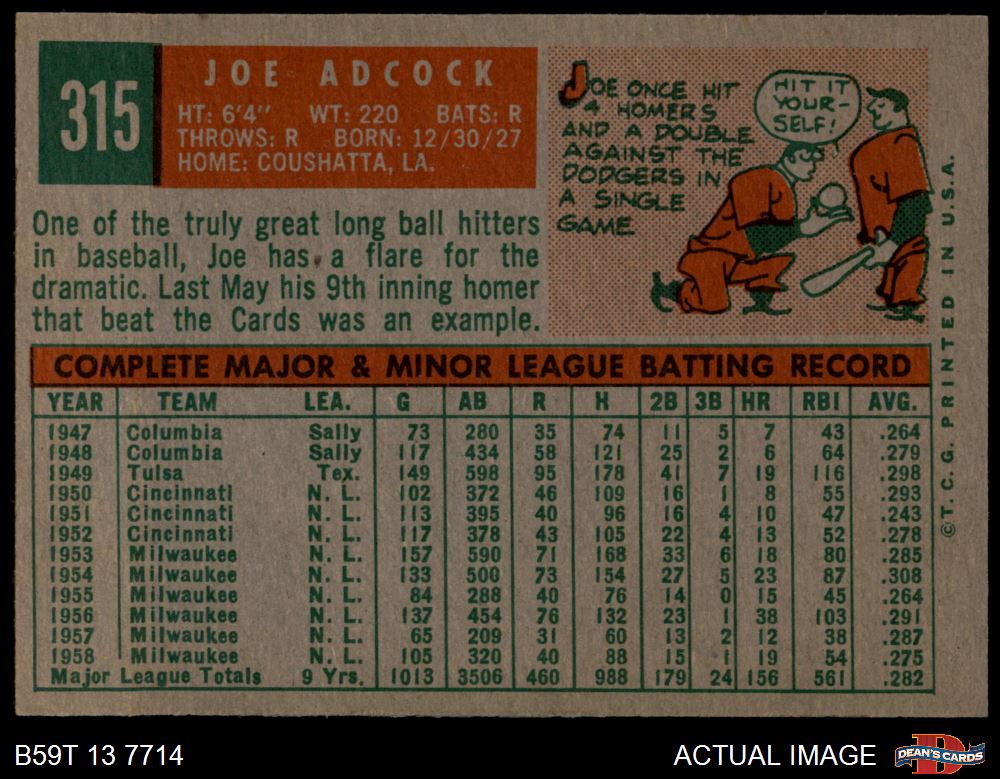 315
JOE ADCOCK
HT: 6'4" WT: 220 BATS: R
THROWS: R BORN: 12/30/27
HOME: COUSHATTA, LA.
JOE ONCE HIT
4 HOMERS
AND A DOUBLE
AGAINST THE
DODGERS IN
A SINGLE
GAME
HIT IT
YOUR-
SELF!
One of the truly great long ball hitters
in baseball, Joe has a flare for the
dramatic. Last May his 9th inning homer
that beat the Cards was an example.
COMPLETE MAJOR & MINOR LEAGUE BATTING RECORD
YEAR TEAM LEA. G AB R H 2B 3B HR RBI AVG.
1947 Columbia Sally 73 280 35 74 11 5 7 43 .264
1948 Columbia Sally 117 434 58 121 25 2 6 64 .279
1949 Tulsa Tex. 149 598 95 178 41 7 19 116 .298
1950 Cincinnati N. L. 102 372 46 109 16 1 8 55 .293
1951 Cincinnati N. L. 113 395 40 96 16 4 10 47 .243
1952 Cincinnati N. L. 117 378 43 105 22 4 13 52 .278
1953 Milwaukee N. L. 157 590 71 168 33 6 18 80 .285
1954 Milwaukee N. L. 133 500 73 154 27 5 23 87 .308
1955 Milwaukee N. L. 84 288 40 76 14 0 15 45 .264
1956 Milwaukee N. L. 137 454 76 132 23 1 38 103 .291
1957 Milwaukee N. L. 65 209 31 60 13 2 12 38 .287
1958 Milwaukee N. L. 105 320 40 88 15 1 19 54 .275
Major League Totals 9 Yrs. 1013 3506 460 988 179 24 156 561 .282
©T.C.G. PRINTED IN U.S.A.
B59T 13 7714
ACTUAL IMAGE
DEAN'S CARDS